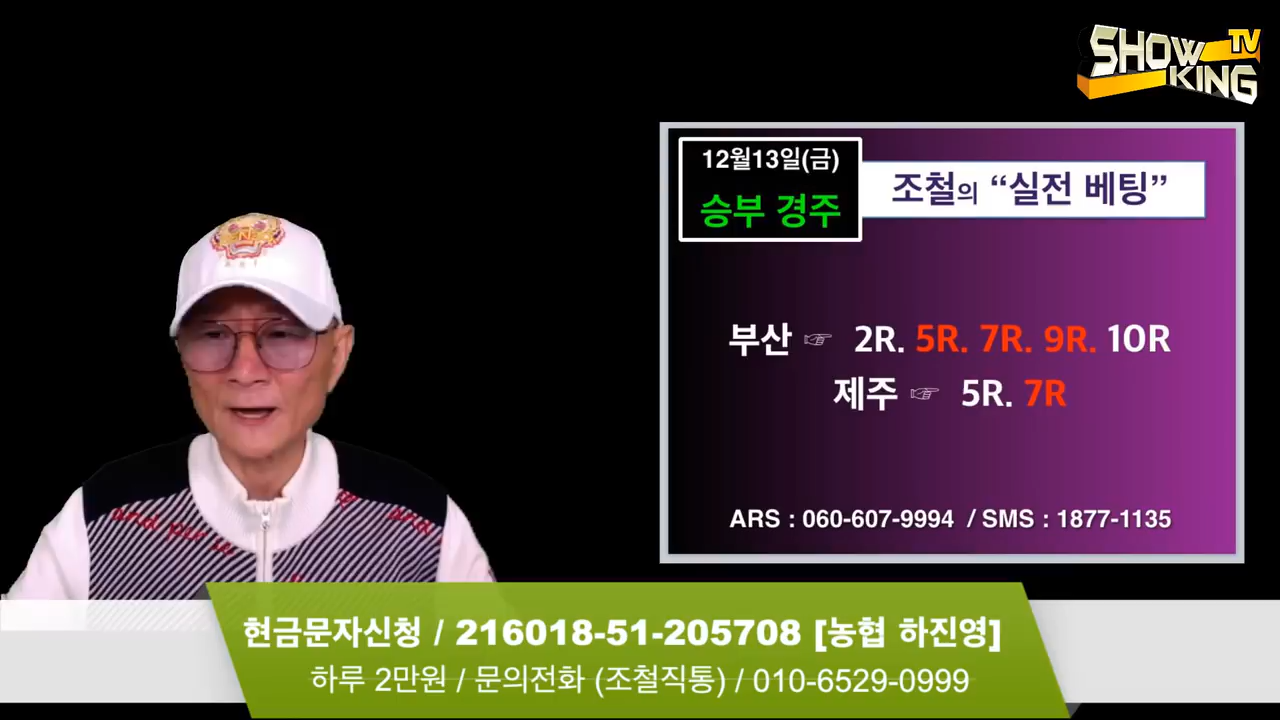 SHOW TV
KING
12월13일(금)
승부 경주
조철의 “실전 베팅”
부산 ☞ 2R. 5R. 7R. 9R. 10R
제주 ☞ 5R. 7R
ARS : 060-607-9994 / SMS : 1877-1135
현금문자신청 / 216018-51-205708 [농협 하진영]
하루 2만원 / 문의전화 (조철직통) / 010-6529-0999